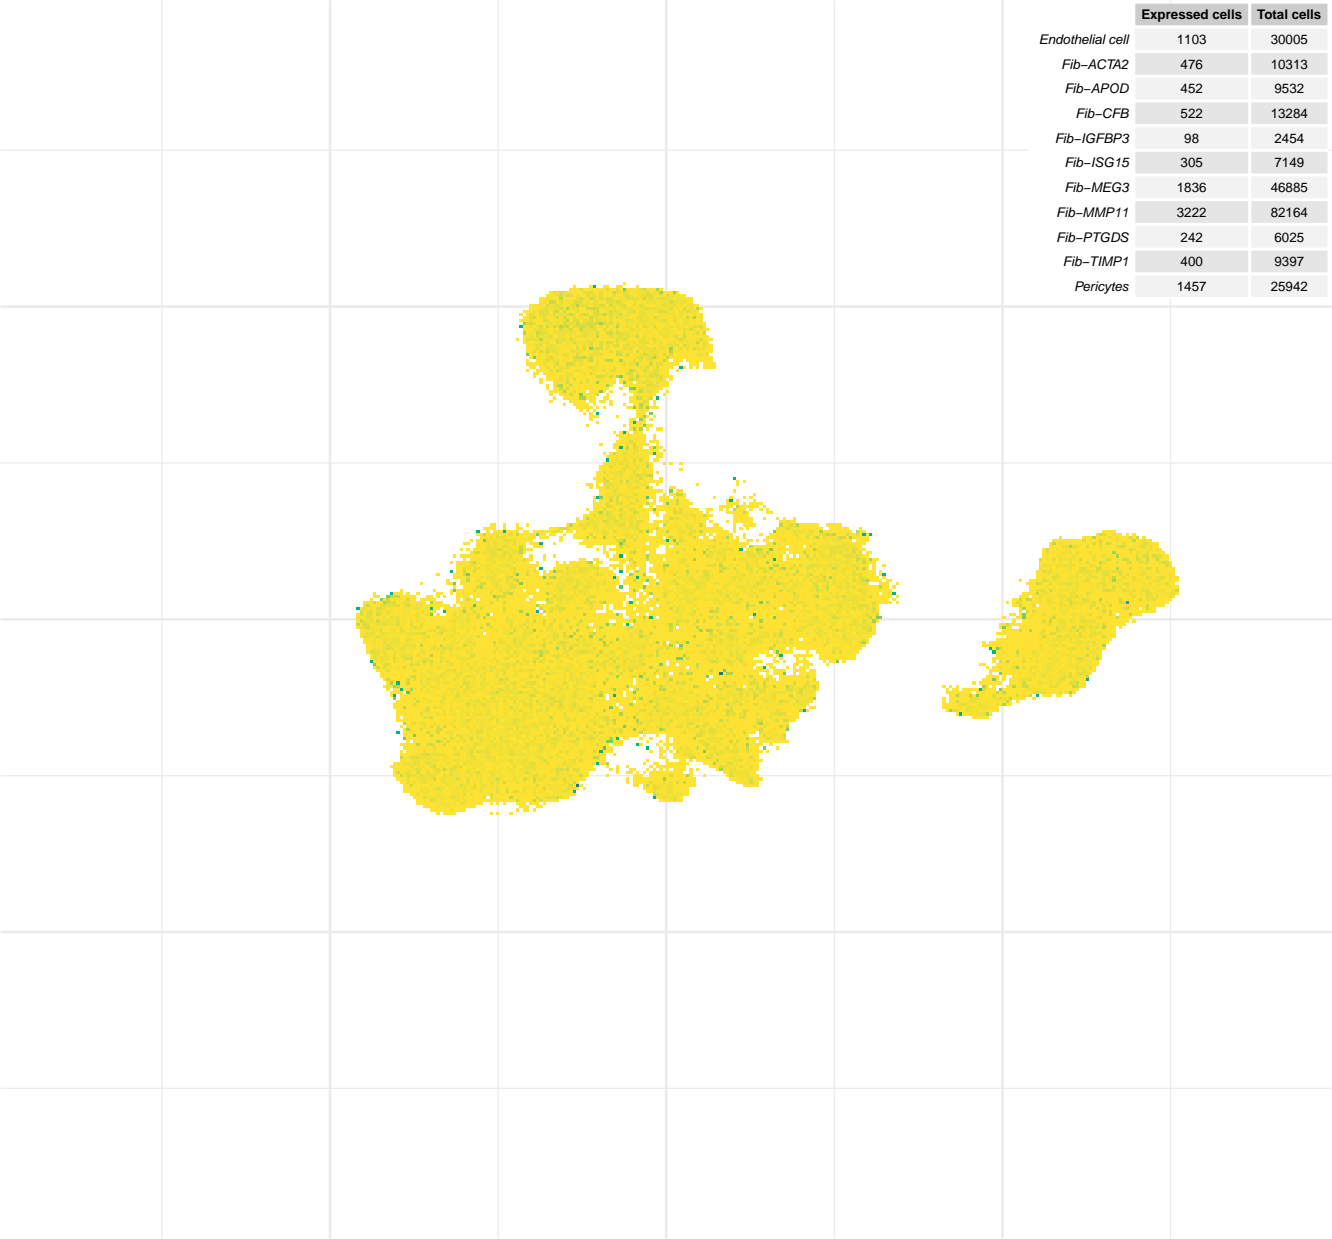 Expressed cells Total cells
Endothelial cell 1103 30005
Fib−ACTA2 476 10313
Fib−APOD 452 9532
Fib−CFB 522 13284
Fib−IGFBP3 98 2454
Fib−ISG15 305 7149
Fib−MEG3 1836 46885
Fib−MMP11 3222 82164
Fib−PTGDS 242 6025
Fib−TIMP1 400 9397
Pericytes 1457 25942